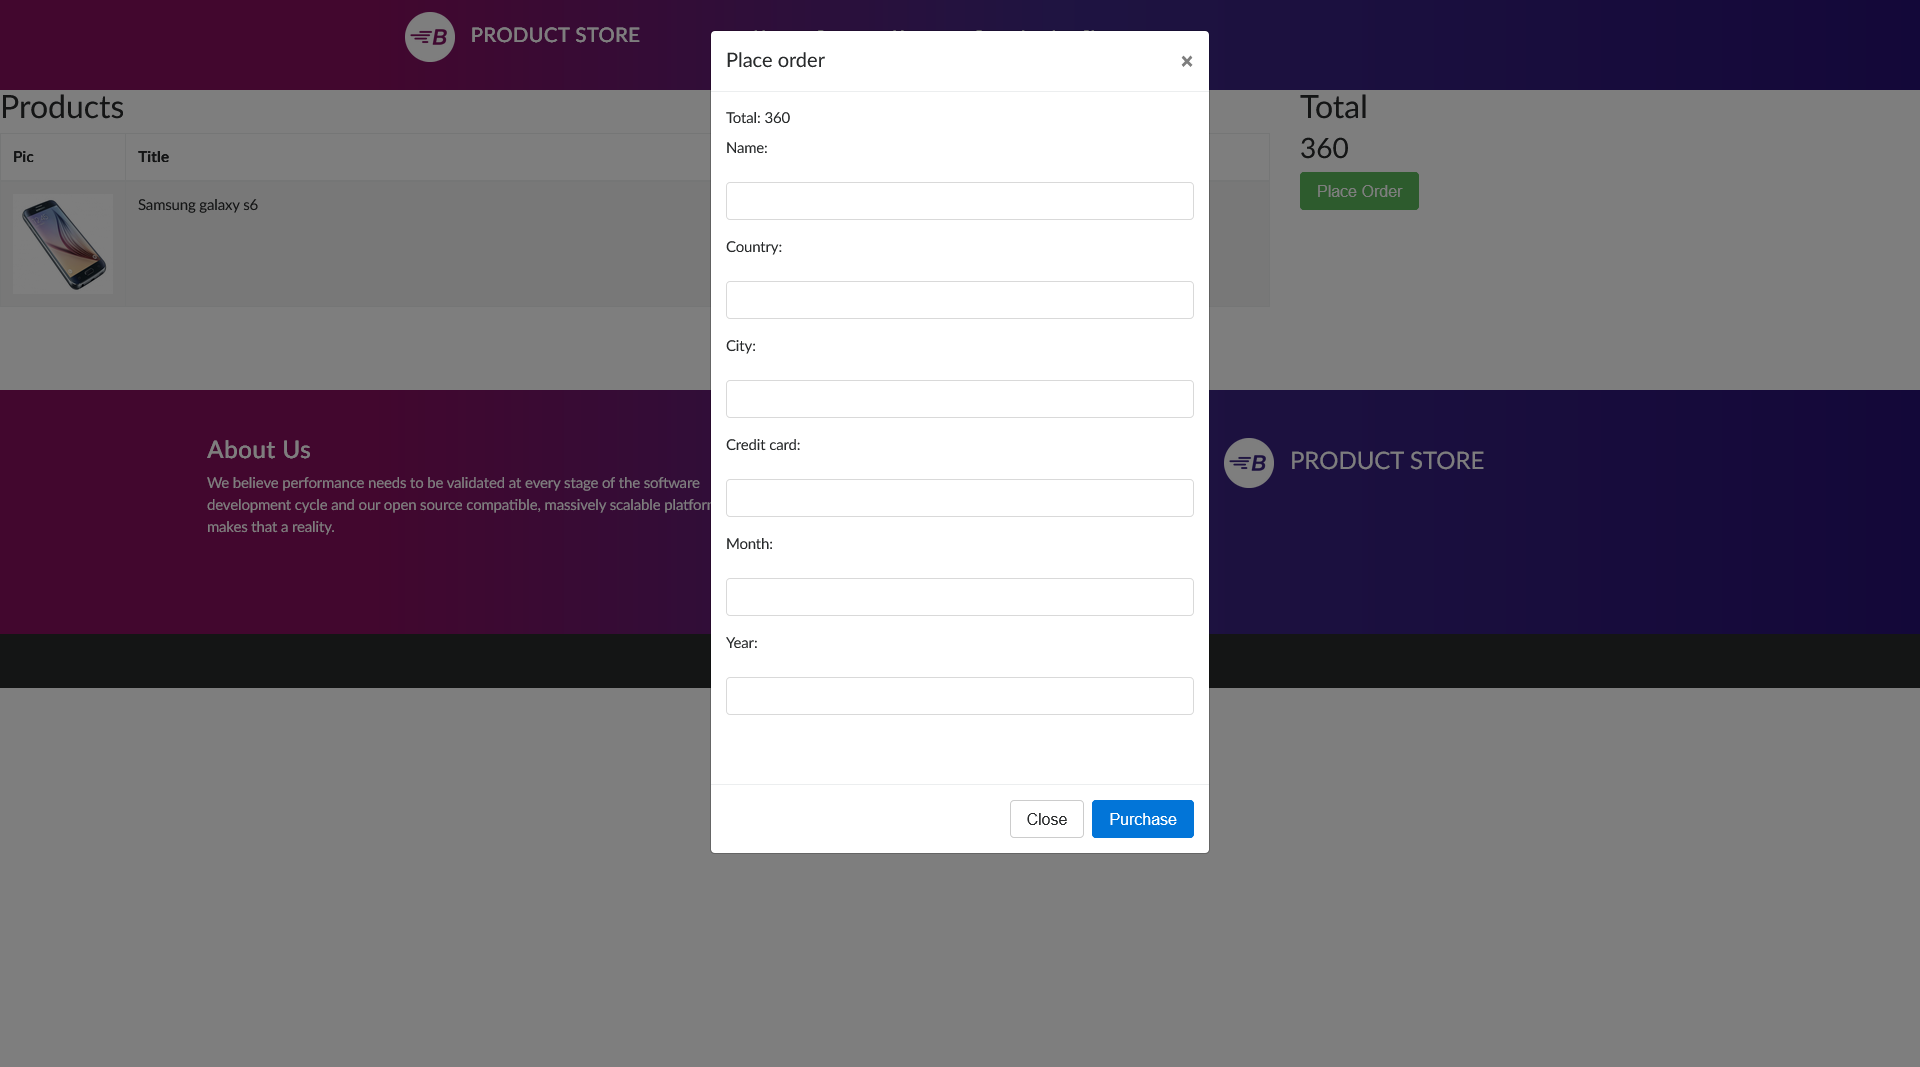 PRODUCT STORE
Place order
×
Products
Total
Total: 360
360
Name:
Pic
Title
Place Order
Samsung galaxy s6
Country:
City:
Credit card:
About Us
PRODUCT STORE
We believe performance needs to be validated at every stage of the software
development cycle and our open source compatible, massively scalable
makes that a reality.
Month:
Year:
Close
Purchase